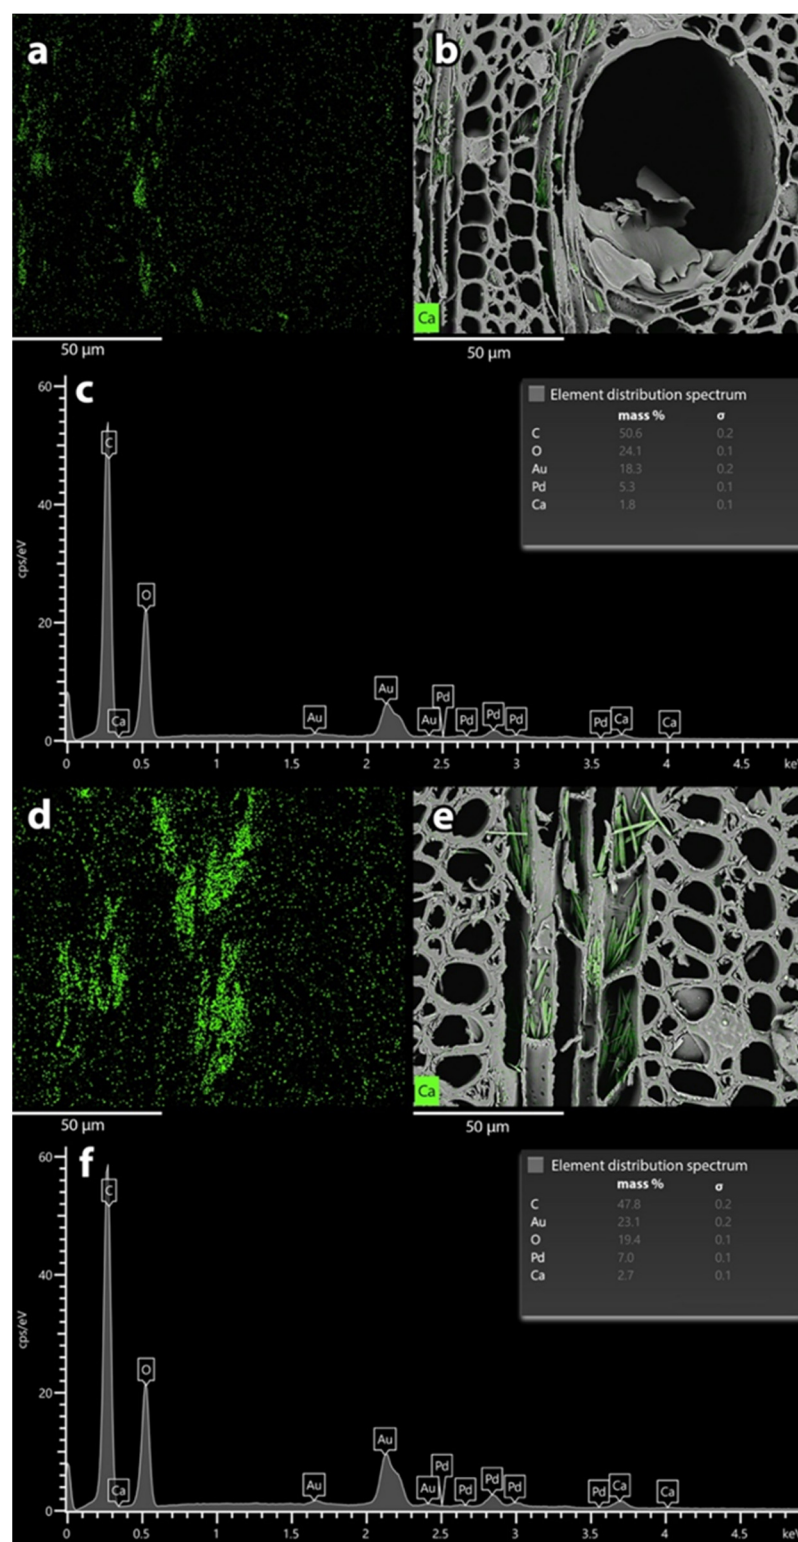 a
b
Ca
50 μm
50 μm
c
60
40
20
0
cps/eV
C
O
Ca
Au
Au
Au
Pd
Pd
Pd
Pd
Pd
Ca
Ca
0 0.5 1 1.5 2 2.5 3 3.5 4 4.5 keV
Element distribution spectrum
mass % σ
C 50.6 0.2
O 24.1 0.1
Au 18.3 0.2
Pd 5.3 0.1
Ca 1.8 0.1
d
e
Ca
50 μm
50 μm
f
60
40
20
0
cps/eV
C
O
Ca
Au
Au
Au
Pd
Pd
Pd
Pd
Pd
Ca
Ca
0 0.5 1 1.5 2 2.5 3 3.5 4 4.5
Element distribution spectrum
mass % σ
C 47.8 0.2
Au 23.1 0.2
O 19.4 0.1
Pd 7.0 0.1
Ca 2.7 0.1